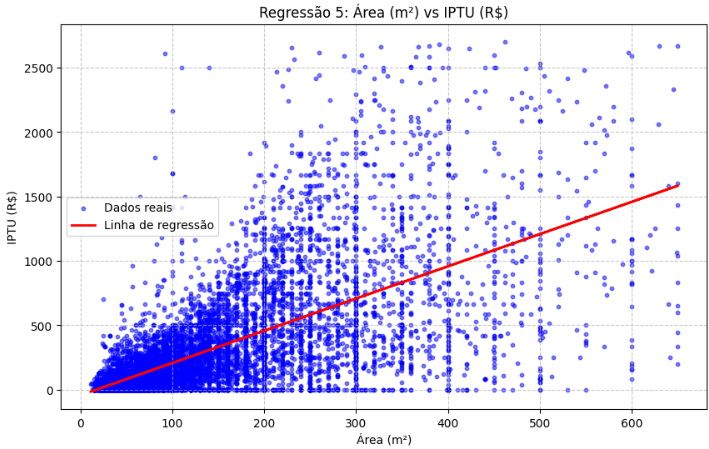 Regressão 5: Área (m²) vs IPTU (R$)
IPTU (R$)
2500
2000
1500
1000
500
0
Dados reais
Linha de regressão
0 100 200 300 400 500 600
Área (m²)